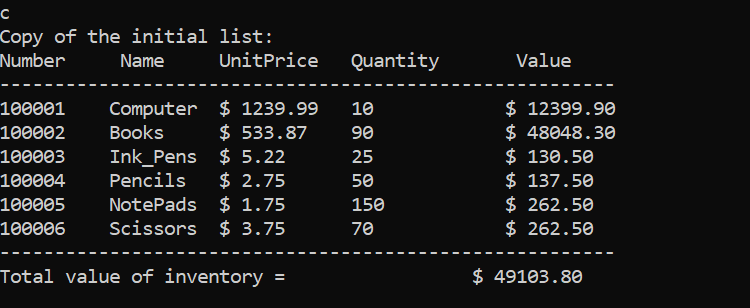 c
Copy of the initial list:
Number     Name     UnitPrice   Quantity       Value
--------------------------------------------------------
100001    Computer  $ 1239.99   10            $ 12399.90
100002    Books     $ 533.87    90            $ 48048.30
100003    Ink_Pens  $ 5.22      25            $ 130.50
100004    Pencils   $ 2.75      50            $ 137.50
100005    NotePads  $ 1.75      150           $ 262.50
100006    Scissors  $ 3.75      70            $ 262.50
--------------------------------------------------------
Total value of inventory =                 $ 49103.80